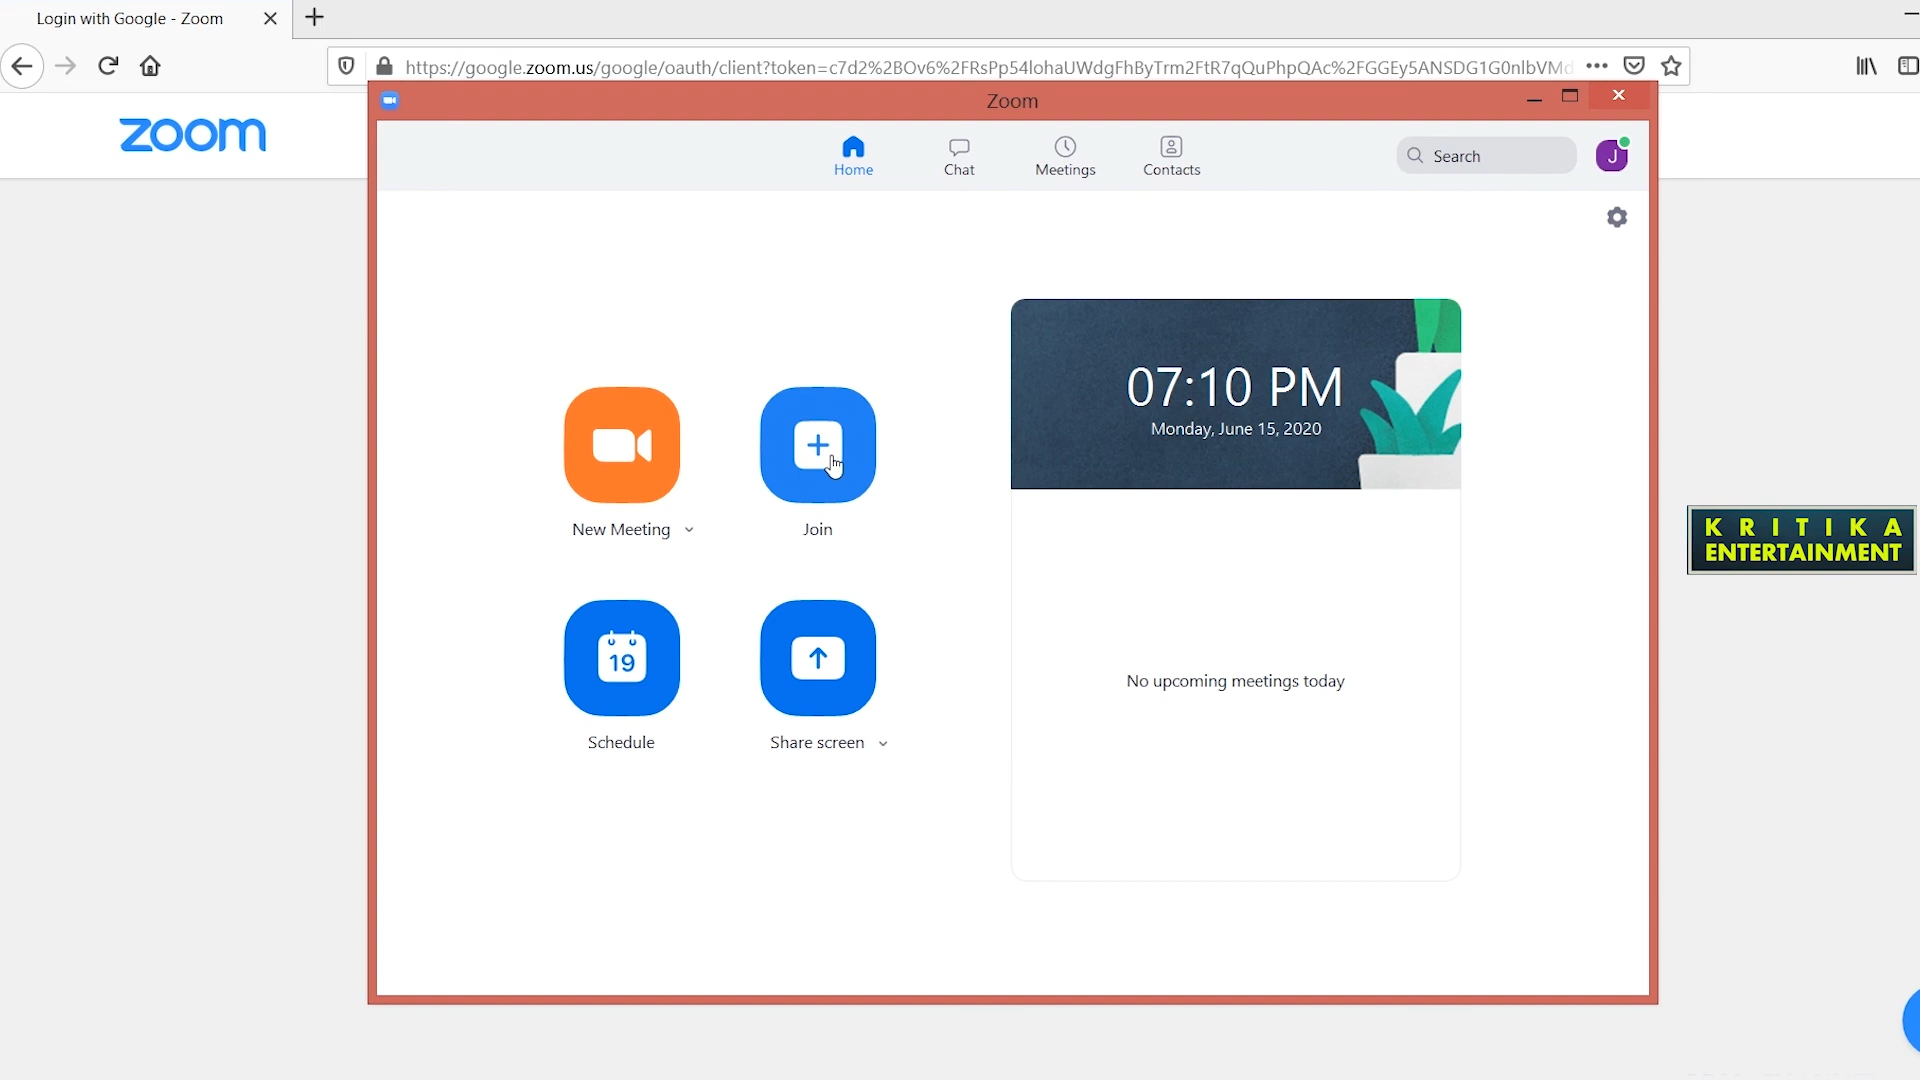 Login with Google - Zoom
https://google.zoom.us/google/oauth/client?token=c7d2%2BOv6%2FRsPp54lohaUWdgFhByTrm2FtR7qQuPhpQAc%2FGGEy5ANSDG1G0nlbVMd
zoom
Zoom
Home
Chat
Meetings
Contacts
Search
J
07:10 PM
Monday, June 15, 2020
New Meeting
Join
KRITIKA
ENTERTAINMENT
19
No upcoming meetings today
Schedule
Share screen